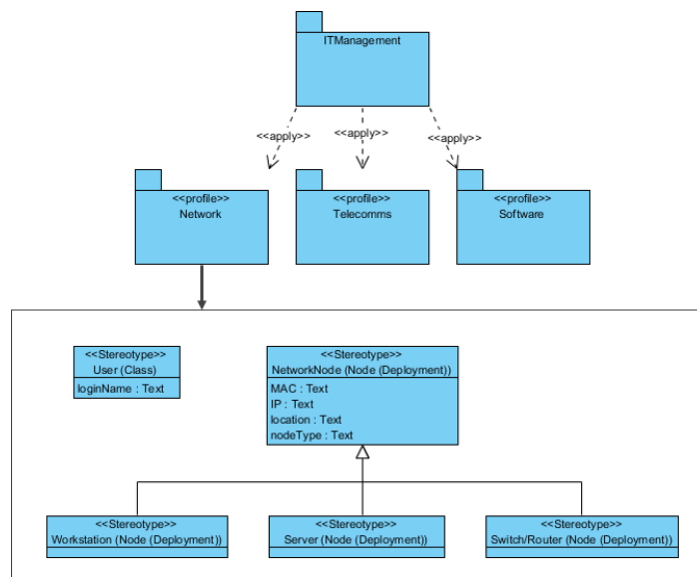 ITManagement
<<apply>>
<<apply>>
<<apply>>
<<profile>>
Network
<<profile>>
Telecomms
<<profile>>
Software
<<Stereotype>>
User (Class)
loginName : Text
<<Stereotype>>
NetworkNode (Node (Deployment))
MAC : Text
IP : Text
location : Text
nodeType : Text
<<Stereotype>>
Workstation (Node (Deployment))
<<Stereotype>>
Server (Node (Deployment))
<<Stereotype>>
Switch/Router (Node (Deployment))